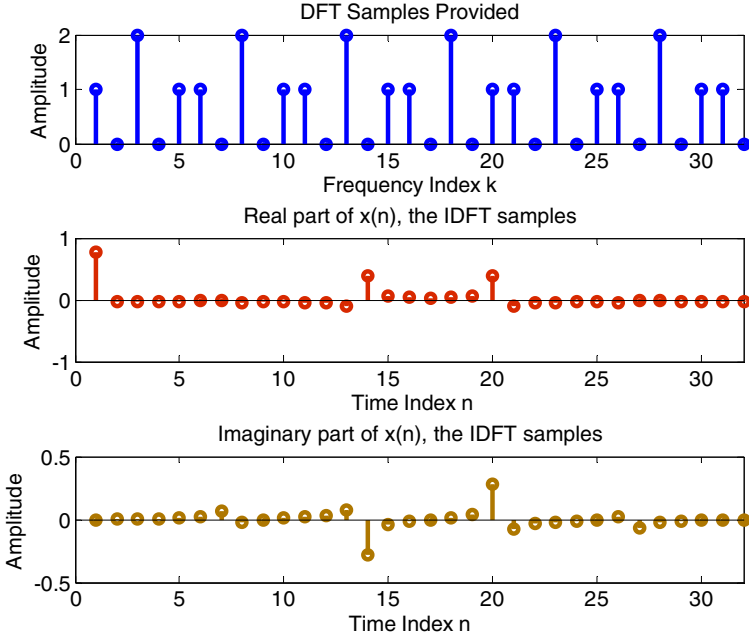 DFT Samples Provided
2
1
0
Amplitude
0 5 10 15 20 25 30
Frequency Index k
Real part of x(n), the IDFT samples
1
0
-1
Amplitude
0 5 10 15 20 25 30
Time Index n
Imaginary part of x(n), the IDFT samples
0.5
0
-0.5
Amplitude
0 5 10 15 20 25 30
Time Index n